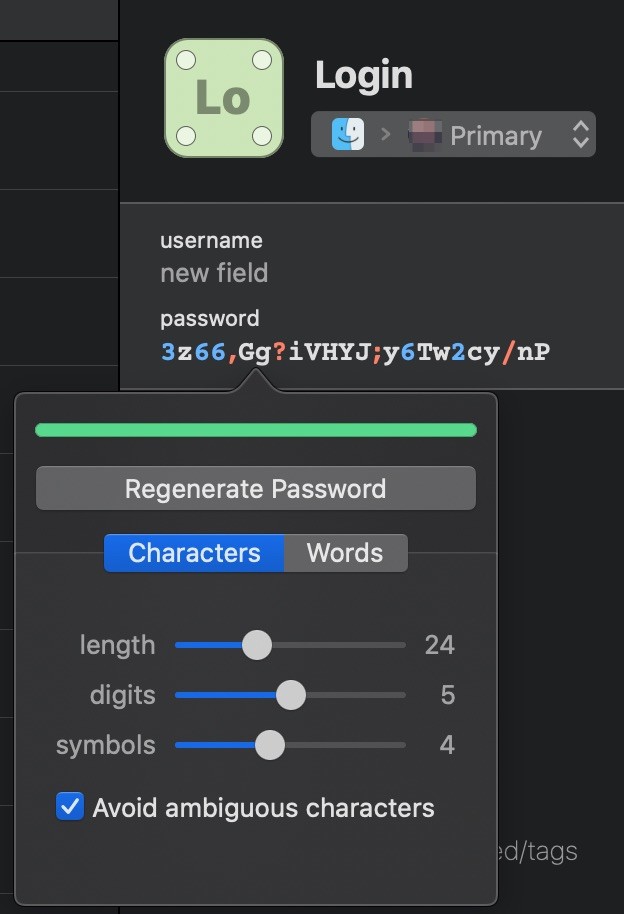 Lo
Login
Primary
username
new field
password
3z66,Gg?iVHYJ;y6Tw2cy/nP
Regenerate Password
Characters Words
length 24
digits 5
symbols 4
Avoid ambiguous characters
ed/tags